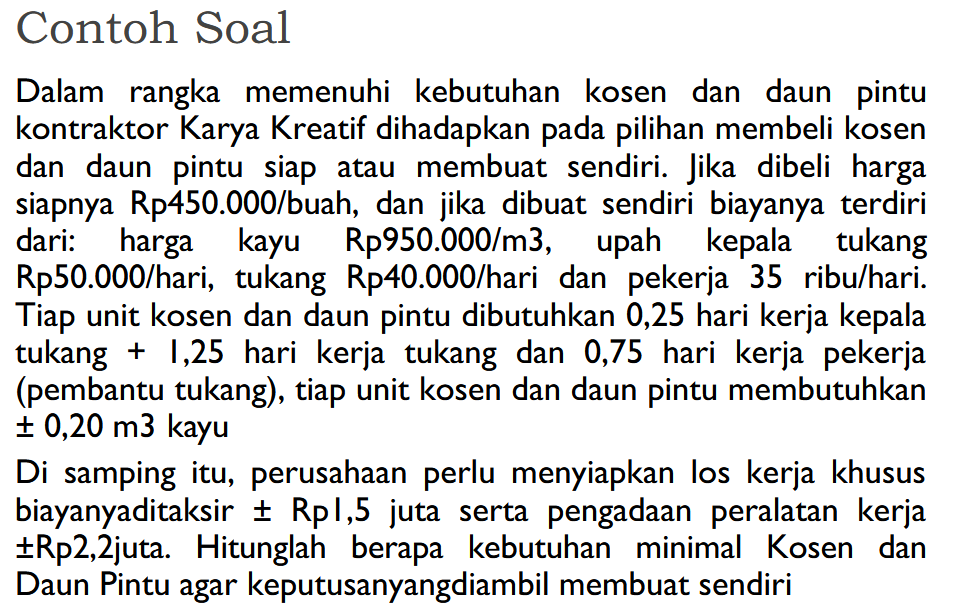 Contoh Soal
Dalam rangka memenuhi kebutuhan kosen dan daun pintu
kontraktor Karya Kreatif dihadapkan pada pilihan membeli kosen
dan daun pintu siap atau membuat sendiri. Jika dibeli harga
siapnya Rp450.000/buah, dan jika dibuat sendiri biayanya terdiri
dari: harga kayu Rp950.000/m3, upah kepala tukang
Rp50.000/hari, tukang Rp40.000/hari dan pekerja 35 ribu/hari.
Tiap unit kosen dan daun pintu dibutuhkan 0,25 hari kerja kepala
tukang + 1,25 hari kerja tukang dan 0,75 hari kerja pekerja
(pembantu tukang), tiap unit kosen dan daun pintu membutuhkan
± 0,20 m3 kayu
Di samping itu, perusahaan perlu menyiapkan los kerja khusus
biayanyaditaksir ± Rp1,5 juta serta pengadaan peralatan kerja
±Rp2,2juta. Hitunglah berapa kebutuhan minimal Kosen dan
Daun Pintu agar keputusanyangdiambil membuat sendiri